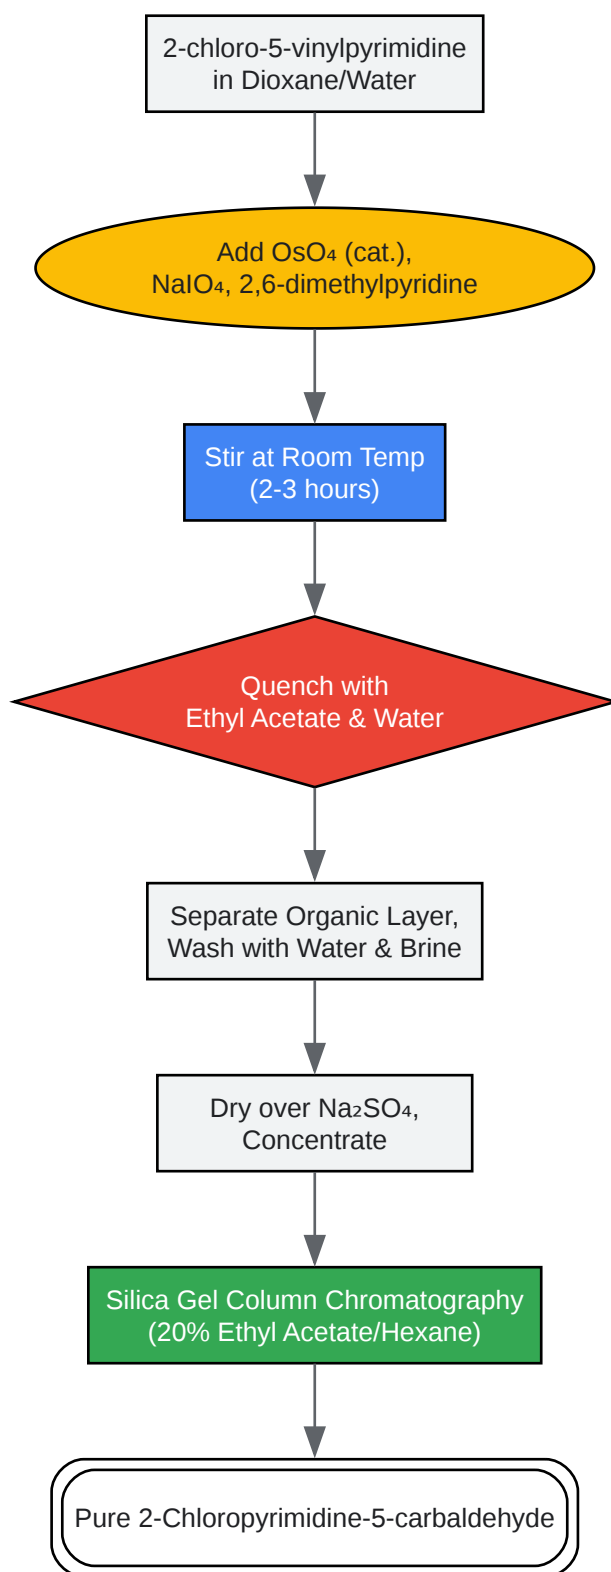 2-chloro-5-vinylpyrimidine
in Dioxane/Water
Add OsO₄ (cat.),
NaIO₄, 2,6-dimethylpyridine
Stir at Room Temp
(2-3 hours)
Quench with
Ethyl Acetate & Water
Separate Organic Layer,
Wash with Water & Brine
Dry over Na₂SO₄,
Concentrate
Silica Gel Column Chromatography
(20% Ethyl Acetate/Hexane)
Pure 2-Chloropyrimidine-5-carbaldehyde